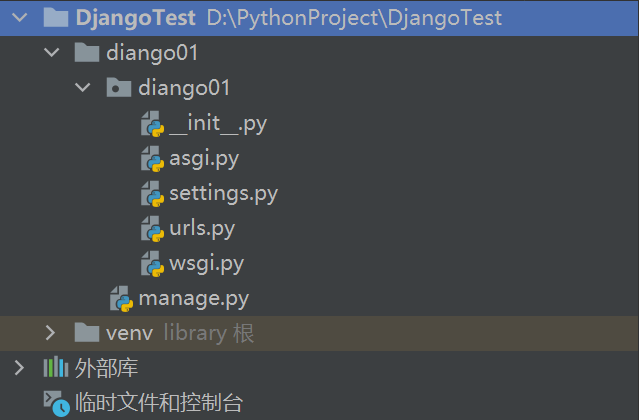 DjangoTest D:\PythonProject\DjangoTest
diango01
diango01
__init__.py
asgi.py
settings.py
urls.py
wsgi.py
manage.py
venv library 根
外部库
临时文件和控制台